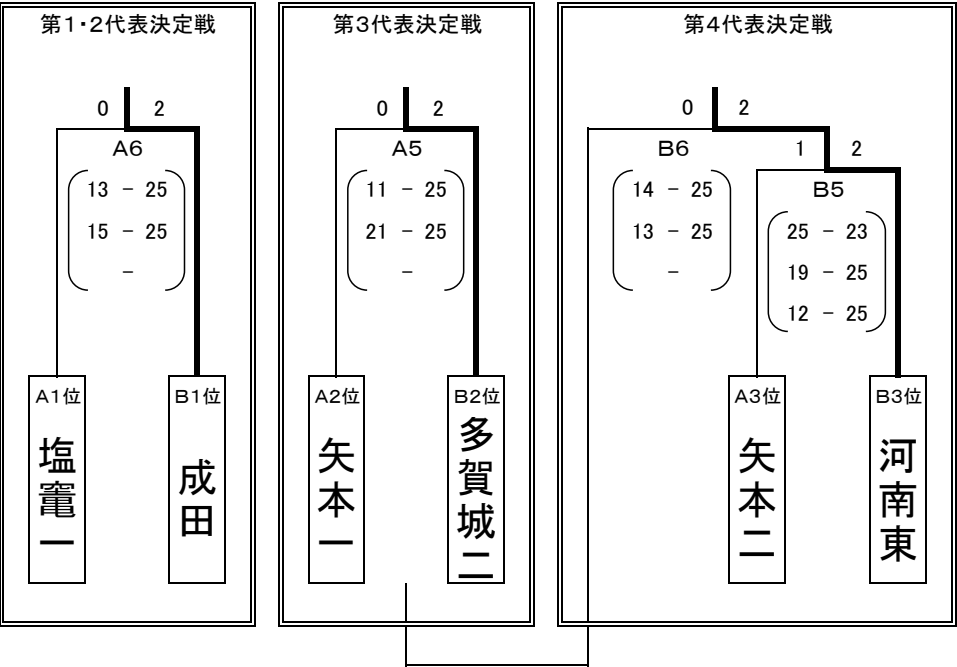 第1・2代表決定戦
0 2
A6
13 - 25
15 - 25
-
A1位
塩竈一
B1位
成田
第3代表決定戦
0 2
A5
11 - 25
21 - 25
-
A2位
矢本一
B2位
多賀城二
第4代表決定戦
0 2
B6
14 - 25
13 - 25
-
1 2
B5
25 - 23
19 - 25
12 - 25
A3位
矢本二
B3位
河南東